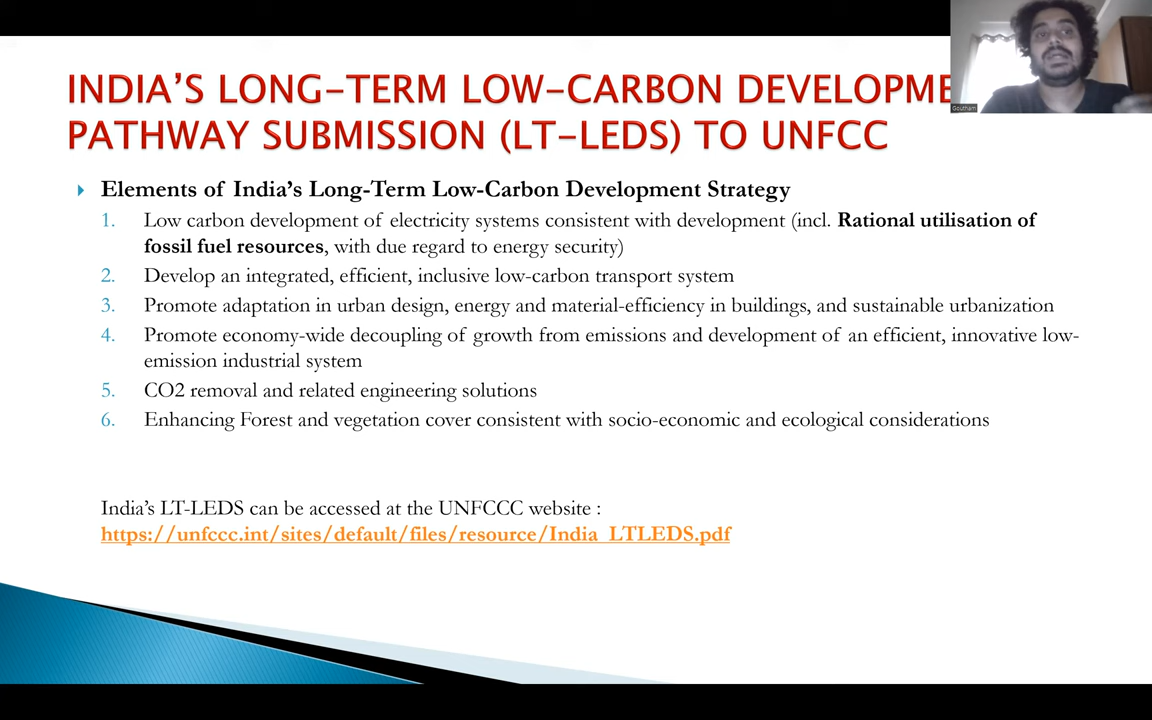 INDIA’S LONG-TERM LOW-CARBON DEVELOPME
PATHWAY SUBMISSION (LT-LEDS) TO UNFCC
Goutham
Elements of India’s Long-Term Low-Carbon Development Strategy
1. Low carbon development of electricity systems consistent with development (incl. Rational utilisation of
fossil fuel resources, with due regard to energy security)
2. Develop an integrated, efficient, inclusive low-carbon transport system
3. Promote adaptation in urban design, energy and material-efficiency in buildings, and sustainable urbanization
4. Promote economy-wide decoupling of growth from emissions and development of an efficient, innovative low-
emission industrial system
5. CO2 removal and related engineering solutions
6. Enhancing Forest and vegetation cover consistent with socio-economic and ecological considerations
India’s LT-LEDS can be accessed at the UNFCCC website :
https://unfccc.int/sites/default/files/resource/India_LTLEDS.pdf